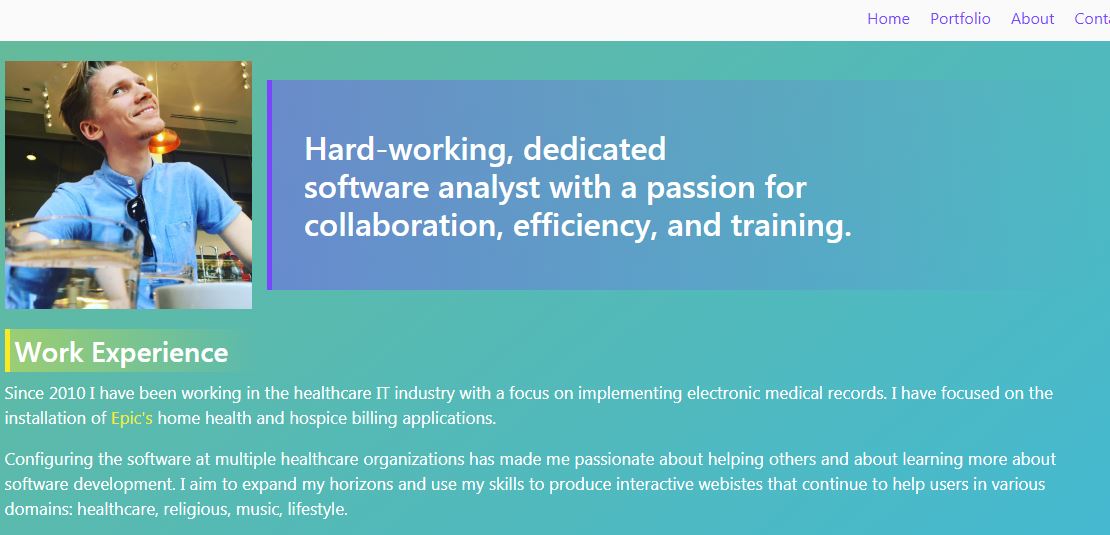 Home Portfolio About
Hard-working, dedicated
software analyst with a passion for
collaboration, efficiency, and training.
Work Experience
Since 2010 I have been working in the healthcare IT industry with a focus on implementing electronic medical records. I have focused on the
installation of Epic's home health and hospice billing applications.
Configuring the software at multiple healthcare organizations has made me passionate about helping others and about learning more about
software development. I aim to expand my horizons and use my skills to produce interactive webistes that continue to help users in various
domains: healthcare, religious, music, lifestyle.